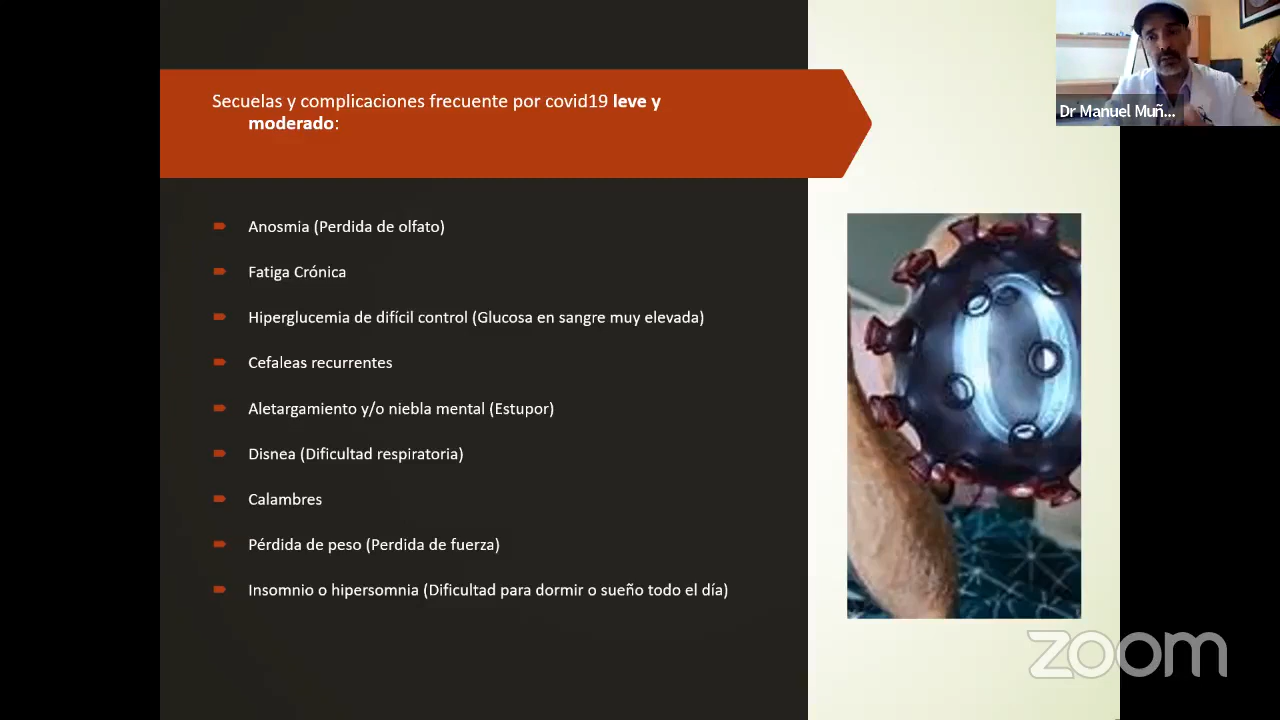 Secuelas y complicaciones frecuente por covid19 leve y
moderado:
Dr Manuel Muñ...
Anosmia (Perdida de olfato)
Fatiga Crónica
Hiperglucemia de difícil control (Glucosa en sangre muy elevada)
Cefaleas recurrentes
Aletargamiento y/o niebla mental (Estupor)
Disnea (Dificultad respiratoria)
Calambres
Pérdida de peso (Perdida de fuerza)
Insomnio o hipersomnia (Dificultad para dormir o sueño todo el día)
zoom